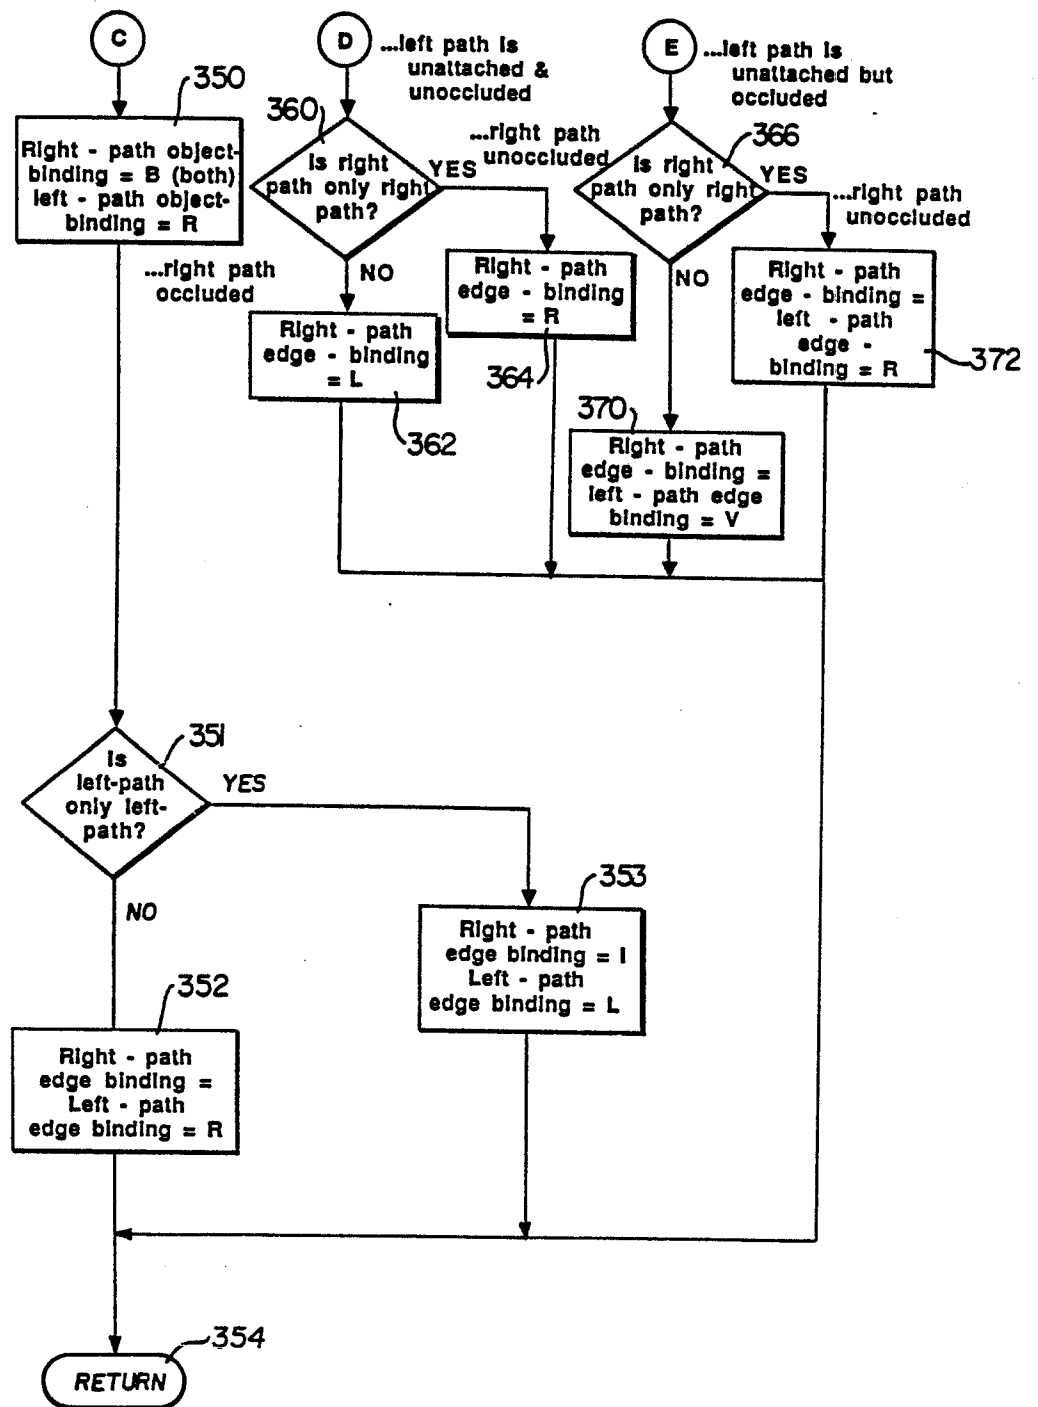 C
350
Right - path object-
binding = B (both)
left - path object-
binding = R
D
...left path is
unattached &
unoccluded
360
Is right
path only right
path?
YES
...right path
unoccluded
NO
...right path
occluded
Right - path
edge - binding
= L
362
Right - path
edge - binding
= R
364
E
...left path is
unattached but
occluded
366
Is right
path only right
path?
YES
...right path
unoccluded
NO
Right - path
edge - binding =
left - path
edge -
binding = R
372
370
Right - path
edge - binding =
left - path edge
binding = V
351
Is
left-path
only left-
path?
YES
NO
353
Right - path
edge binding = I
Left - path
edge binding = L
352
Right - path
edge binding =
Left - path
edge binding = R
354
RETURN